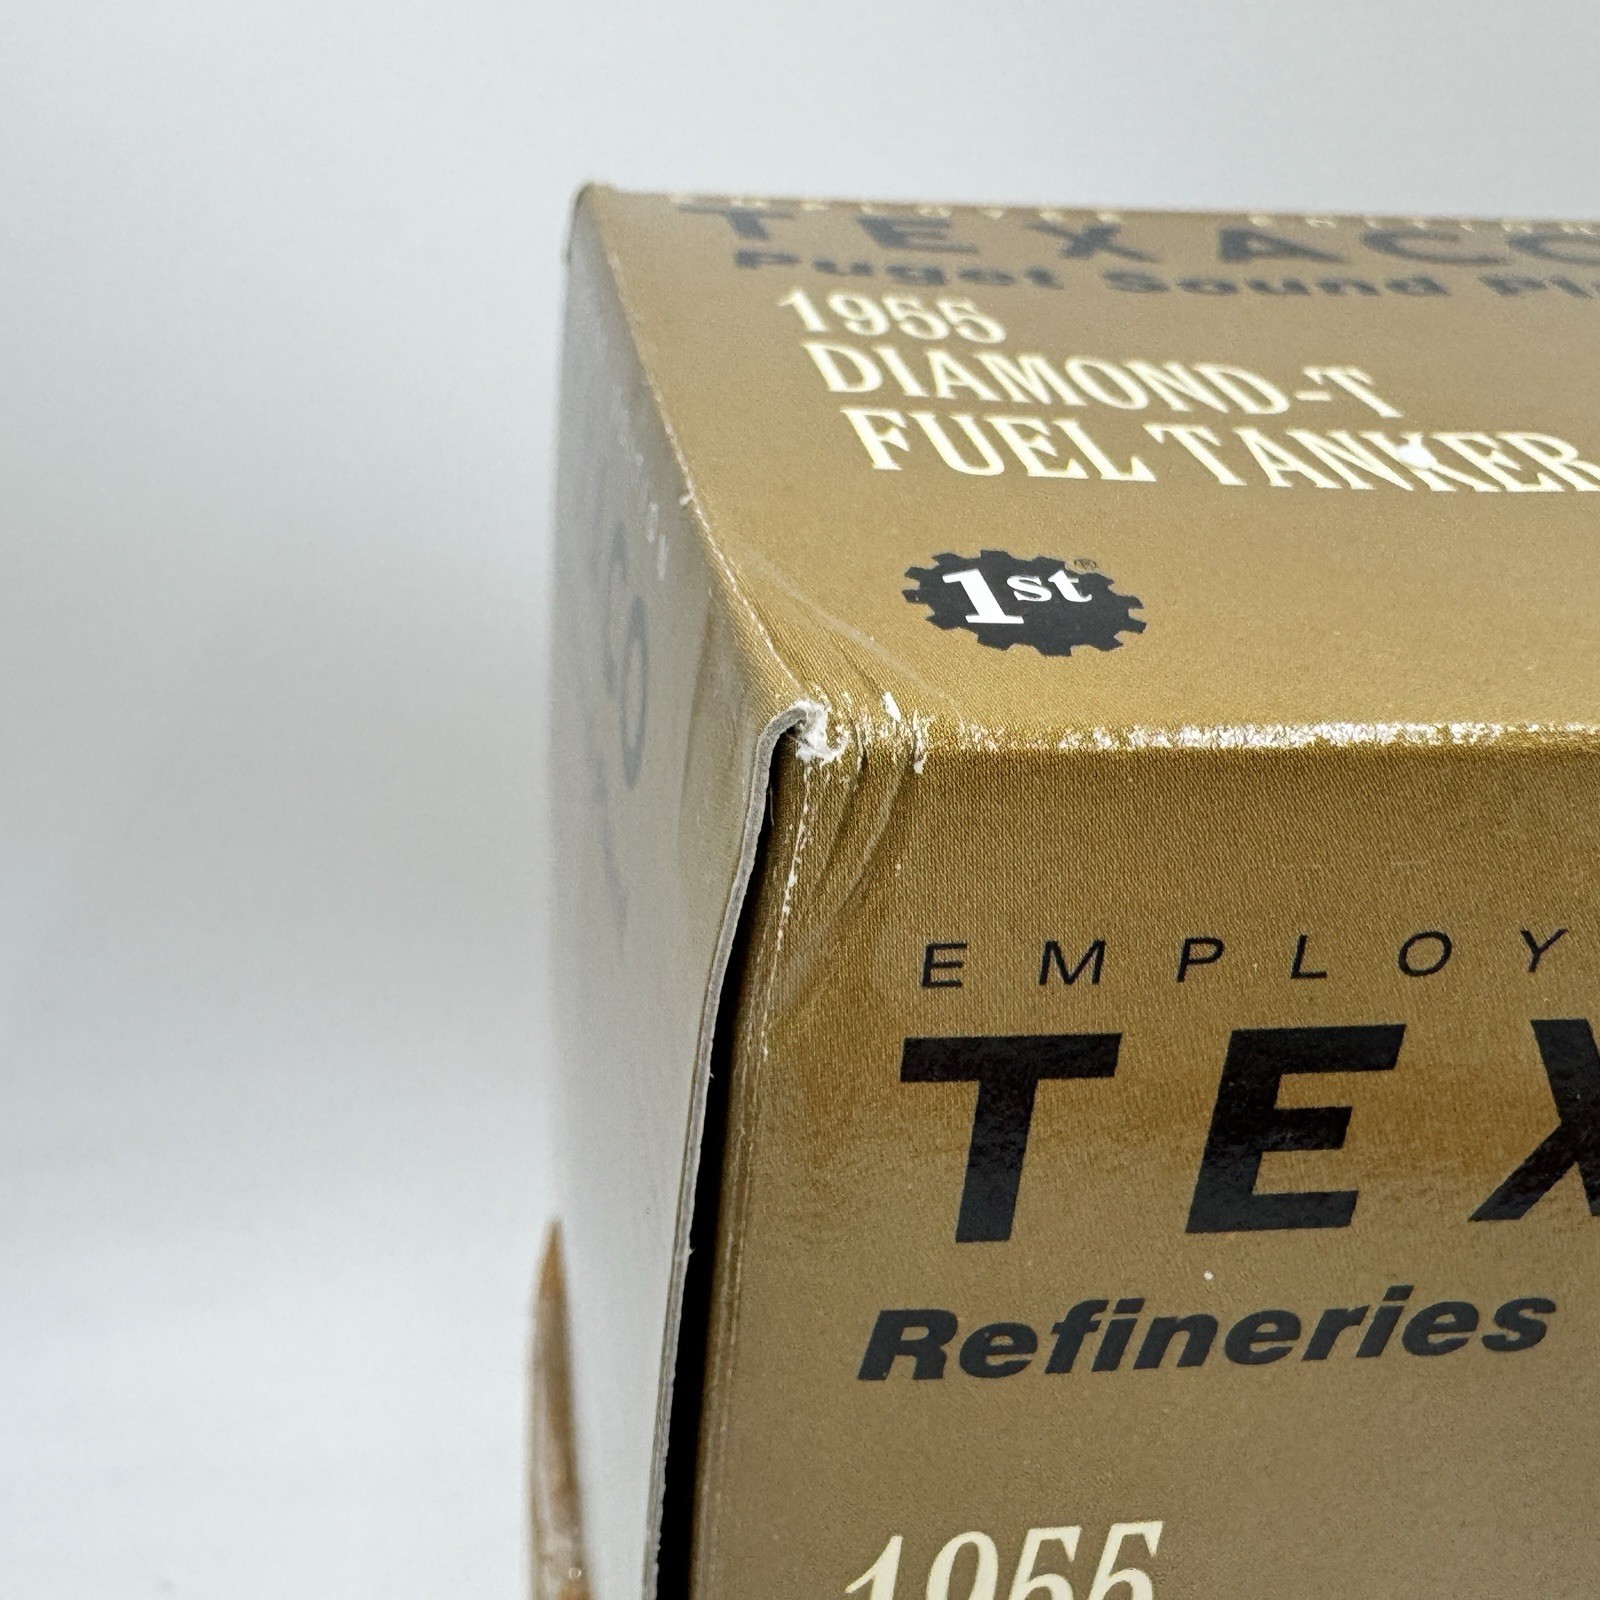 TEXACO
Puget Sound
1955
DIAMOND-T
FUEL TANKER
1st®
EMPLOY
TEX
Refineries
1955